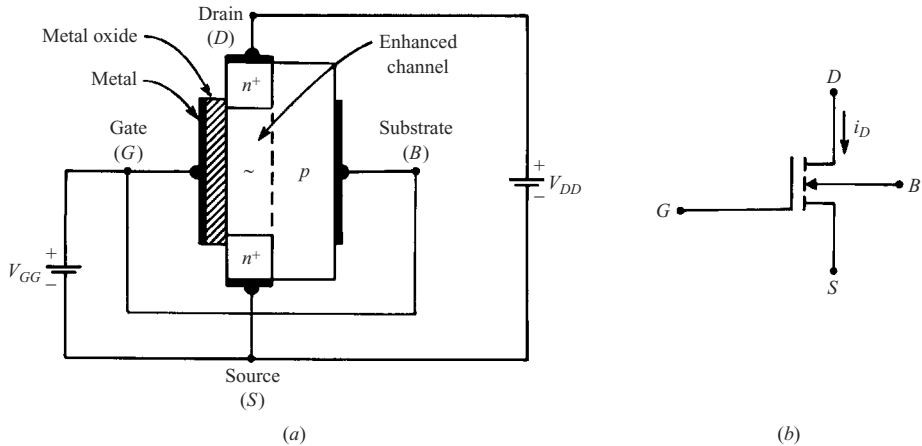 Drain
(D)
Metal oxide
Metal
Enhanced
channel
n+
Gate
(G)
Substrate
(B)
~
p
+
VDD
−
+
VGG
−
n+
Source
(S)
(a)
D
iD
G
B
S
(b)